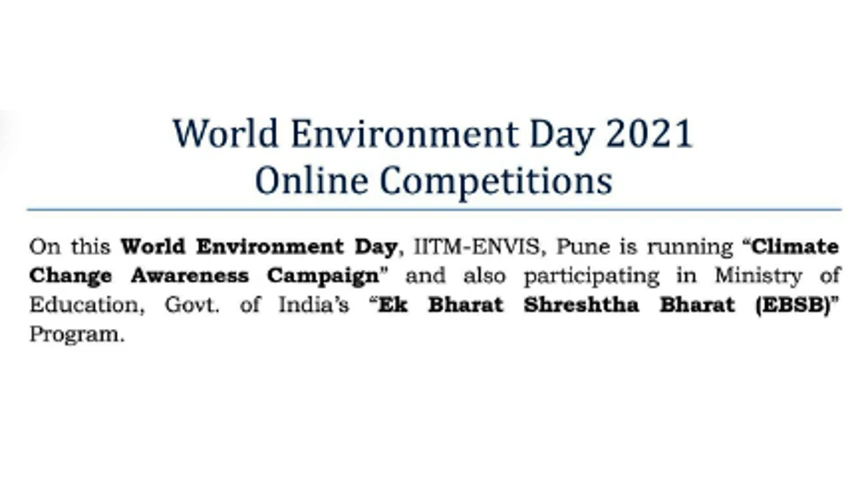 World Environment Day 2021
Online Competitions
On this World Environment Day, IITM-ENVIS, Pune is running “Climate
Change Awareness Campaign” and also participating in Ministry of
Education, Govt. of India’s “Ek Bharat Shreshtha Bharat (EBSB)”
Program.